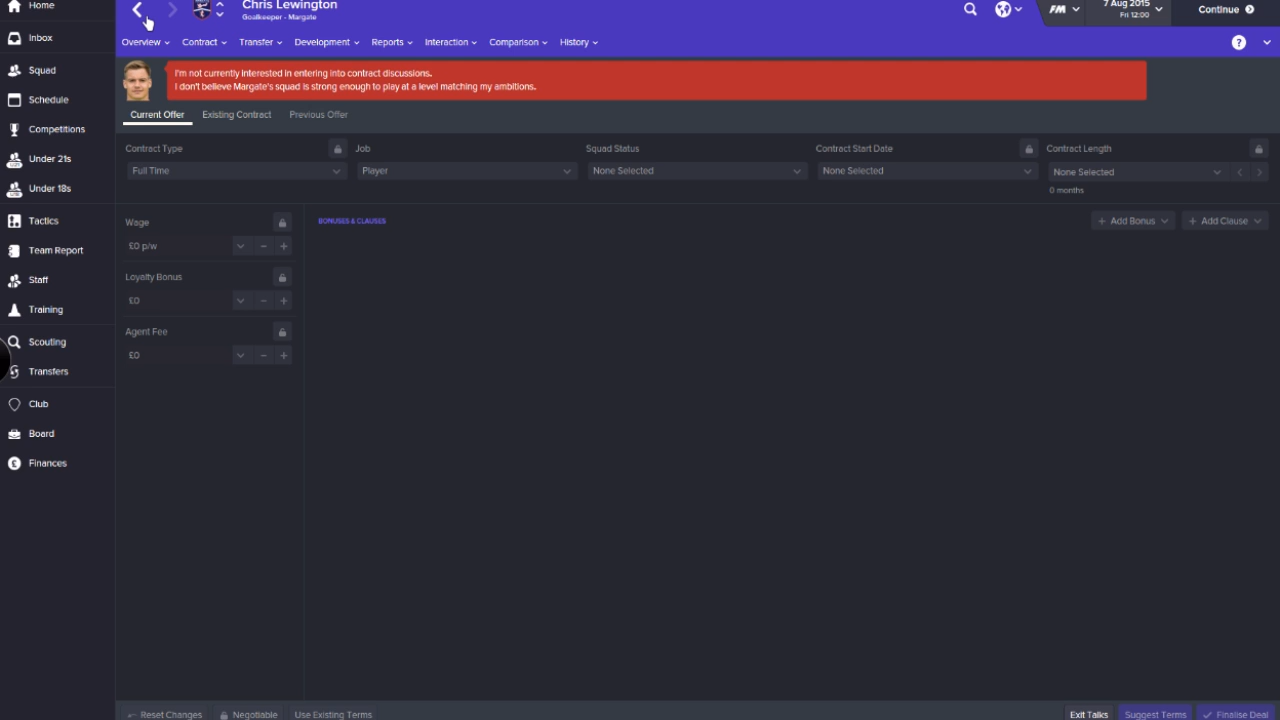 Home
Chris Lewington
Goalkeeper - Margate
FM
7 Aug 2015
Fri 12:00
Continue
Inbox
Squad
Schedule
Competitions
Under 21s
Under 18s
Tactics
Team Report
Staff
Training
Scouting
Transfers
Club
Board
Finances
Overview
Contract
Transfer
Development
Reports
Interaction
Comparison
History
?
I'm not currently interested in entering into contract discussions.
I don't believe Margate's squad is strong enough to play at a level matching my ambitions.
Current Offer
Existing Contract
Previous Offer
Contract Type
Job
Squad Status
Contract Start Date
Contract Length
Full Time
Player
None Selected
None Selected
None Selected
0 months
Wage
£0 p/w
Loyalty Bonus
£0
Agent Fee
£0
BONUSES & CLAUSES
+ Add Bonus
+ Add Clause
Reset Changes
Negotiable
Use Existing Terms
Exit Talks
Suggest Terms
Finalise Deal